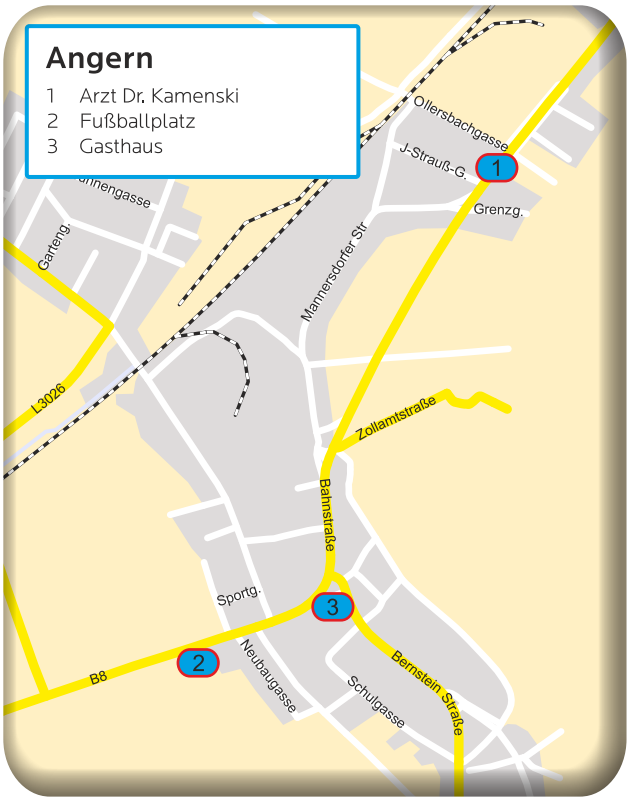 Angern
1 Arzt Dr. Kamenski
2 Fußballplatz
3 Gasthaus
Ollersbachgasse
J-Strauß-G.
1
Grenzg.
Garteng.
Mannersdorfer Str
L3026
Zollamtstraße
Bahnstraße
Sportg.
3
2
B8
Neubaugasse
Bernstein Straße
Schulgasse